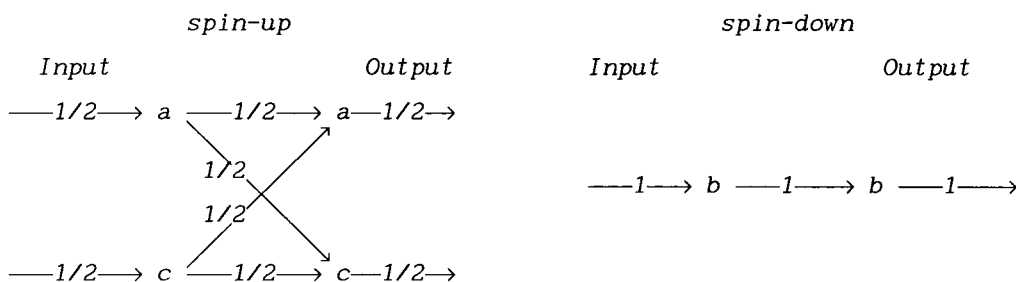 spin-up
spin-down
Input Output
Input Output
1/2 a 1/2 a 1/2
1/2
1 b 1 b 1
1/2
1/2 c 1/2 c 1/2